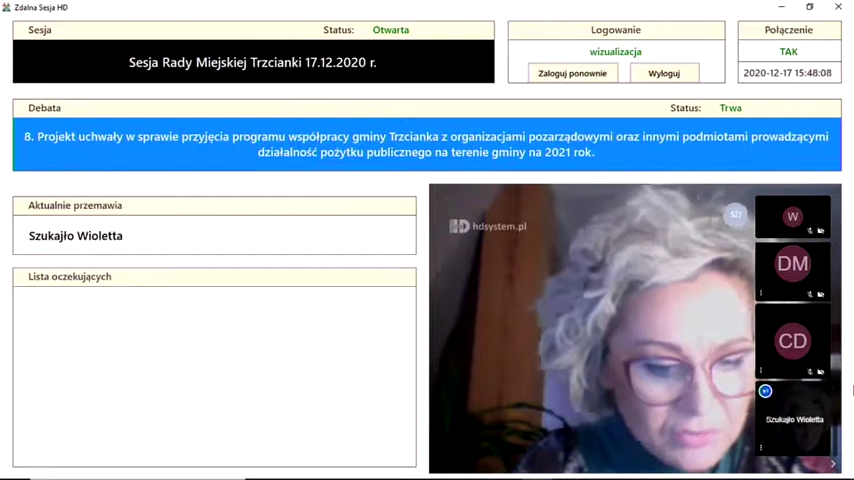 Zdalna Sesja HD
Sesja
Status:
Otwarta
Sesja Rady Miejskiej Trzcianki 17.12.2020 r.
Logowanie
wizualizacja
Zaloguj ponownie
Wyloguj
Połączenie
TAK
2020-12-17 15:48:08
Debata
Status:
Trwa
8. Projekt uchwały w sprawie przyjęcia programu współpracy gminy Trzcianka z organizacjami pozarządowymi oraz innymi podmiotami prowadzącymi
działalność pożytku publicznego na terenie gminy na 2021 rok.
Aktualnie przemawia
Szukajło Wioletta
Lista oczekujących
HD hdsystem.pl
SD
W
DM
CD
Szukajło Wioletta